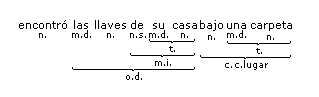 encontró las llaves de su casa bajo una carpeta
n. m.d. n. n.s. m.d. n. n. m.d. n.
t. t.
m.i. c.c.lugar
o.d.